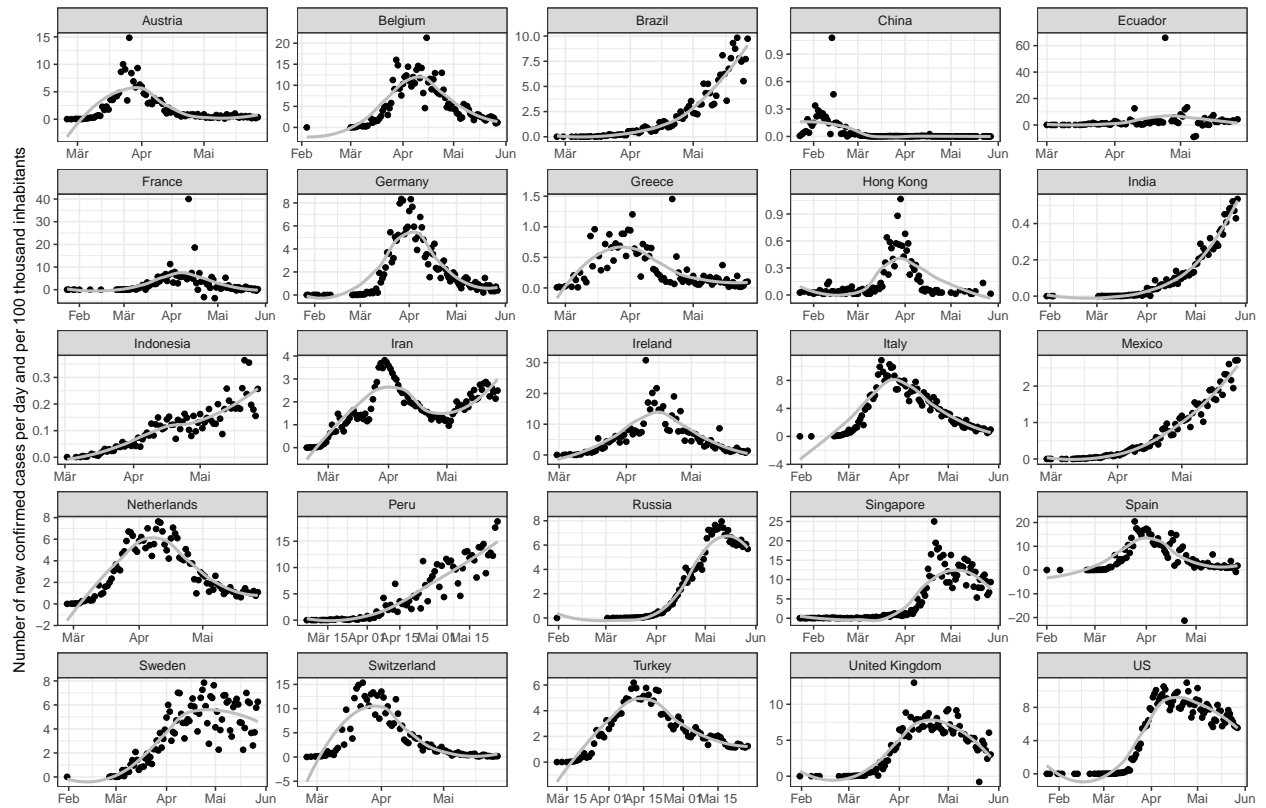 Number of new confirmed cases per day and per 100 thousand inhabitants
Austria Belgium Brazil China Ecuador
15 10 5 0
Mär Apr Mai
20 15 10 5 0
Feb Mär Apr Mai Jun
10.0 7.5 5.0 2.5 0.0
Mär Apr Mai
0.9 0.6 0.3 0.0
Feb Mär Apr Mai Jun
60 40 20 0
Mär Apr Mai
France Germany Greece Hong Kong India
40 30 20 10 0
Feb Mär Apr Mai Jun
8 6 4 2 0
Feb Mär Apr Mai Jun
1.5 1.0 0.5 0.0
Mär Apr Mai
0.9 0.6 0.3 0.0
Feb Mär Apr Mai Jun
0.4 0.2 0.0
Feb Mär Apr Mai Jun
Indonesia Iran Ireland Italy Mexico
0.3 0.2 0.1 0.0
Mär Apr Mai
4 3 2 1 0
Mär Apr Mai
30 20 10 0
Mär Apr Mai
8 4 0 −4
Feb Mär Apr Mai Jun
2 1 0
Mär Apr Mai
Netherlands Peru Russia Singapore Spain
8 6 4 2 0 −2
Mär Apr Mai
15 10 5 0
Mär 15 Apr 01 Apr 15 Mai 01 Mai 15
8 6 4 2 0
Feb Mär Apr Mai Jun
25 20 15 10 5 0
Feb Mär Apr Mai Jun
20 10 0 −10 −20
Feb Mär Apr Mai
Sweden Switzerland Turkey United Kingdom US
8 6 4 2 0
Feb Mär Apr Mai Jun
15 10 5 0 −5
Mär Apr Mai
6 4 2 0
Mär 15 Apr 01 Apr 15 Mai 01 Mai 15
10 5 0
Feb Mär Apr Mai Jun
8 4 0
Feb Mär Apr Mai Jun